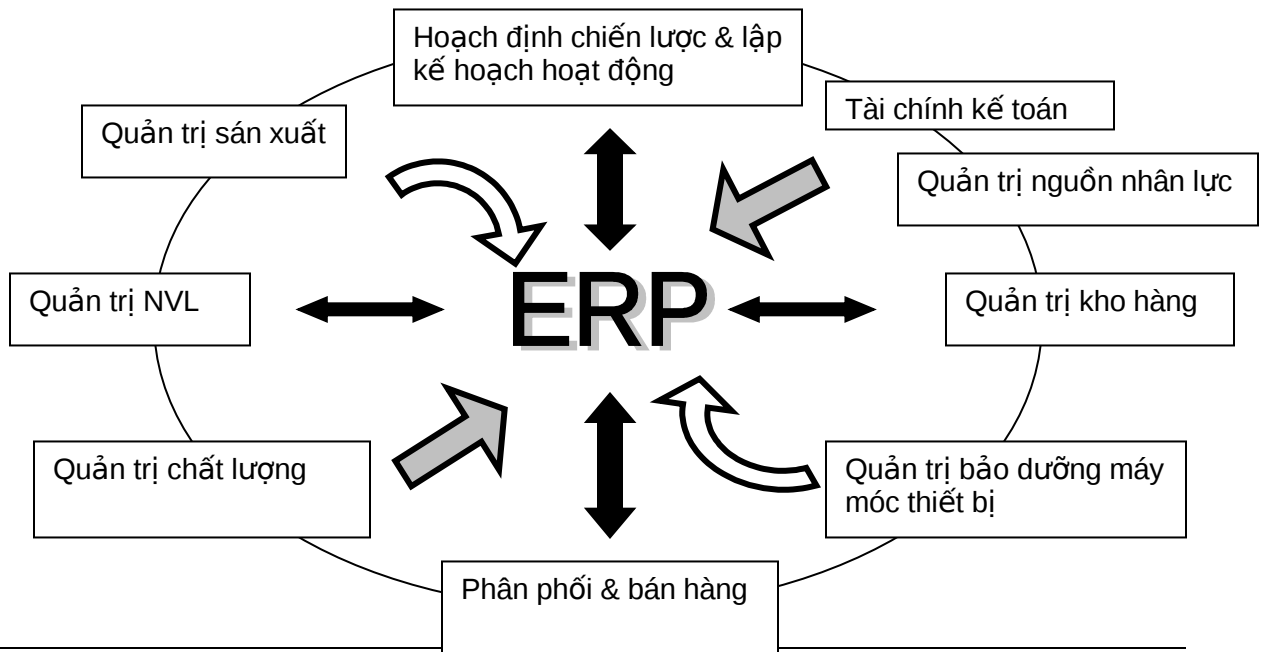 Hoạch định chiến lược & lập
kế hoạch hoạt động
Tài chính kế toán
Quản trị sán xuất
Quản trị nguồn nhân lực
ERP
Quản trị NVL
Quản trị kho hàng
Quản trị chất lượng
Quản trị bảo dưỡng máy
móc thiết bị
Phân phối & bán hàng